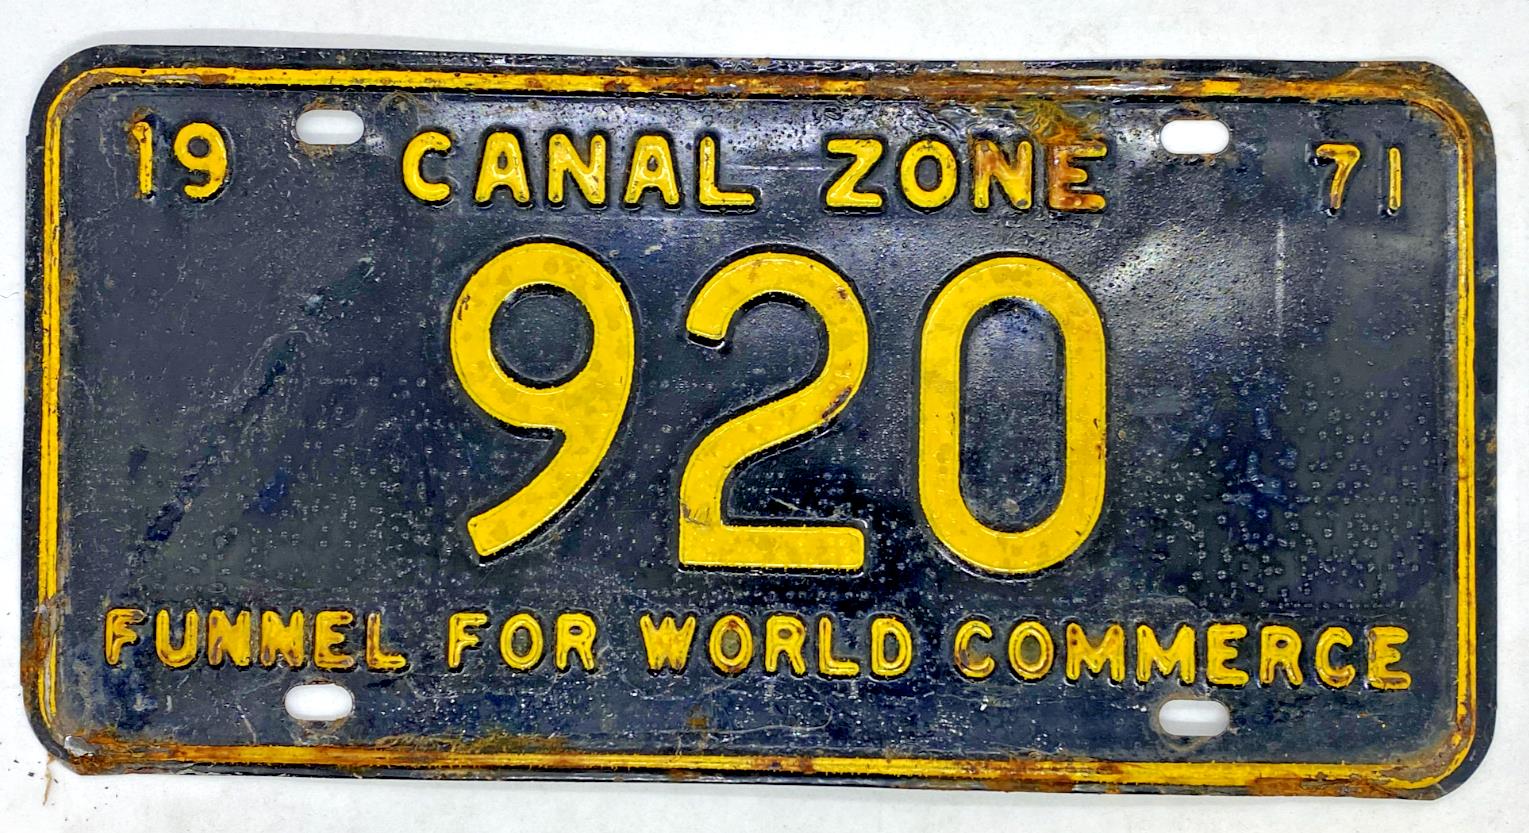 19 CANAL ZONE 71
920
FUNNEL FOR WORLD COMMERCE